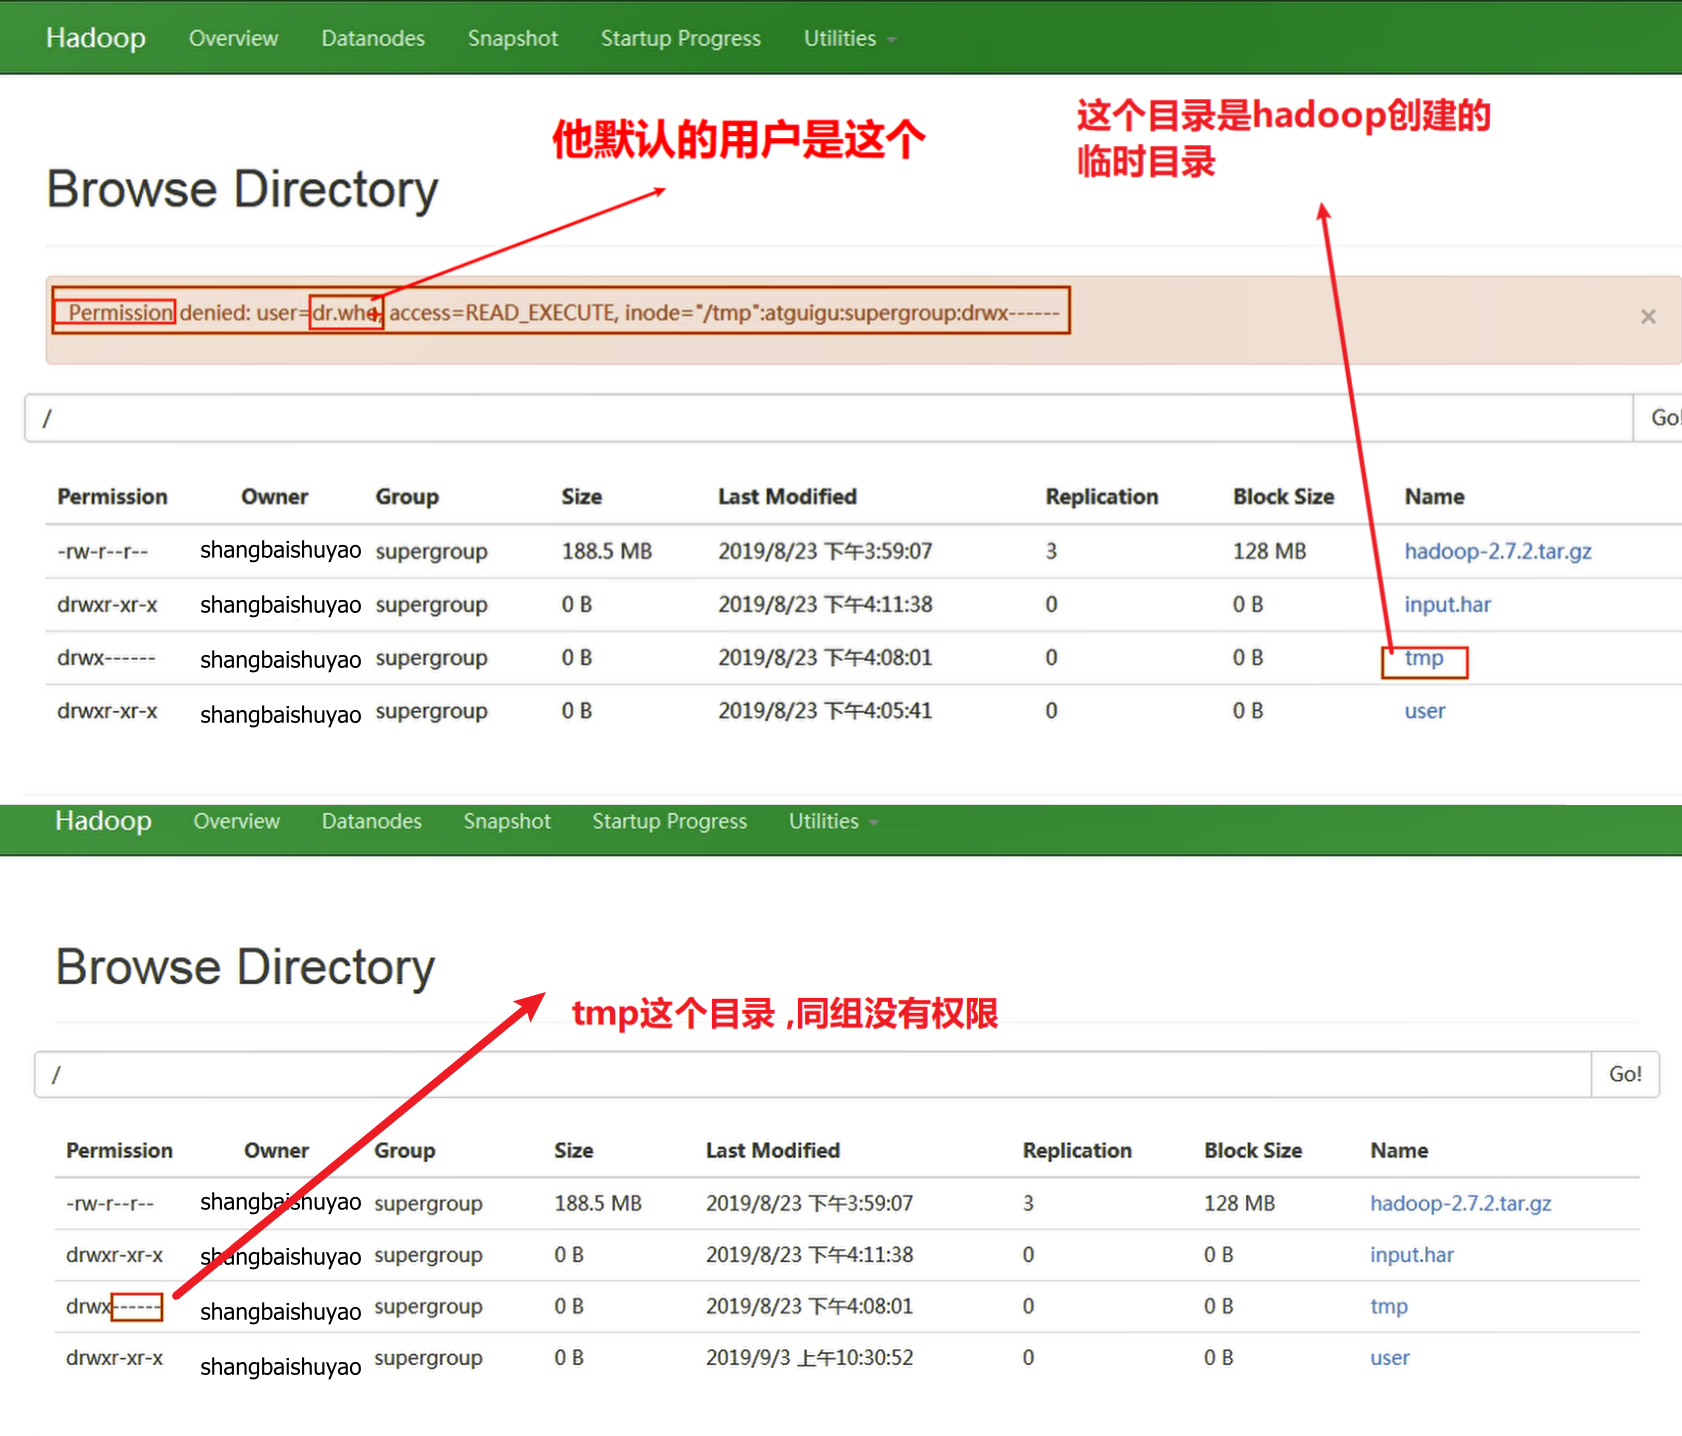 Hadoop Overview Datanodes Snapshot Startup Progress Utilities
他默认的用户是这个
这个目录是hadoop创建的
临时目录
Browse Directory
Permission denied: user=dr.who, access=READ_EXECUTE, inode="/tmp":atguigu:supergroup:drwx------
×
/ Go!
Permission Owner Group Size Last Modified Replication Block Size Name
-rw-r--r-- shangbaishuyao supergroup 188.5 MB 2019/8/23 下午3:59:07 3 128 MB hadoop-2.7.2.tar.gz
drwxr-xr-x shangbaishuyao supergroup 0 B 2019/8/23 下午4:11:38 0 0 B input.har
drwx------ shangbaishuyao supergroup 0 B 2019/8/23 下午4:08:01 0 0 B tmp
drwxr-xr-x shangbaishuyao supergroup 0 B 2019/8/23 下午4:05:41 0 0 B user
Hadoop Overview Datanodes Snapshot Startup Progress Utilities
Browse Directory
tmp这个目录 ,同组没有权限
/ Go!
Permission Owner Group Size Last Modified Replication Block Size Name
-rw-r--r-- shangbaishuyao supergroup 188.5 MB 2019/8/23 下午3:59:07 3 128 MB hadoop-2.7.2.tar.gz
drwxr-xr-x shangbaishuyao supergroup 0 B 2019/8/23 下午4:11:38 0 0 B input.har
drwx------ shangbaishuyao supergroup 0 B 2019/8/23 下午4:08:01 0 0 B tmp
drwxr-xr-x shangbaishuyao supergroup 0 B 2019/9/3 上午10:30:52 0 0 B user